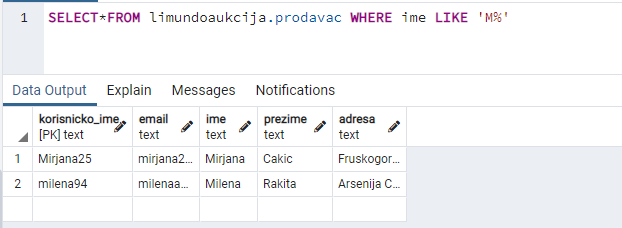 1 SELECT*FROM limundoaukcija.prodavac WHERE ime LIKE 'M%'
Data Output Explain Messages Notifications
korisnicko_ime email ime prezime adresa
[PK] text text text text text
1 Mirjana25 mirjana2... Mirjana Cakic Fruskogor...
2 milena94 milenaa... Milena Rakita Arsenija C...